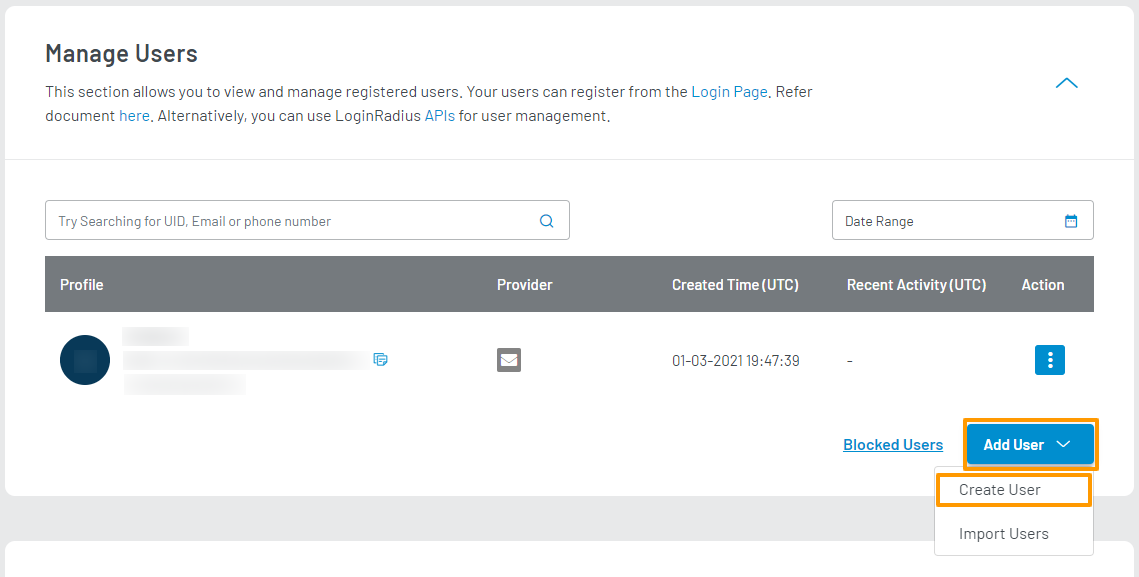 Manage Users
This section allows you to view and manage registered users. Your users can register from the Login Page. Refer
document here. Alternatively, you can use LoginRadius APIs for user management.
Try Searching for UID, Email or phone number
Date Range
Profile Provider Created Time (UTC) Recent Activity (UTC) Action
01-03-2021 19:47:39 -
Blocked Users Add User
Create User
Import Users